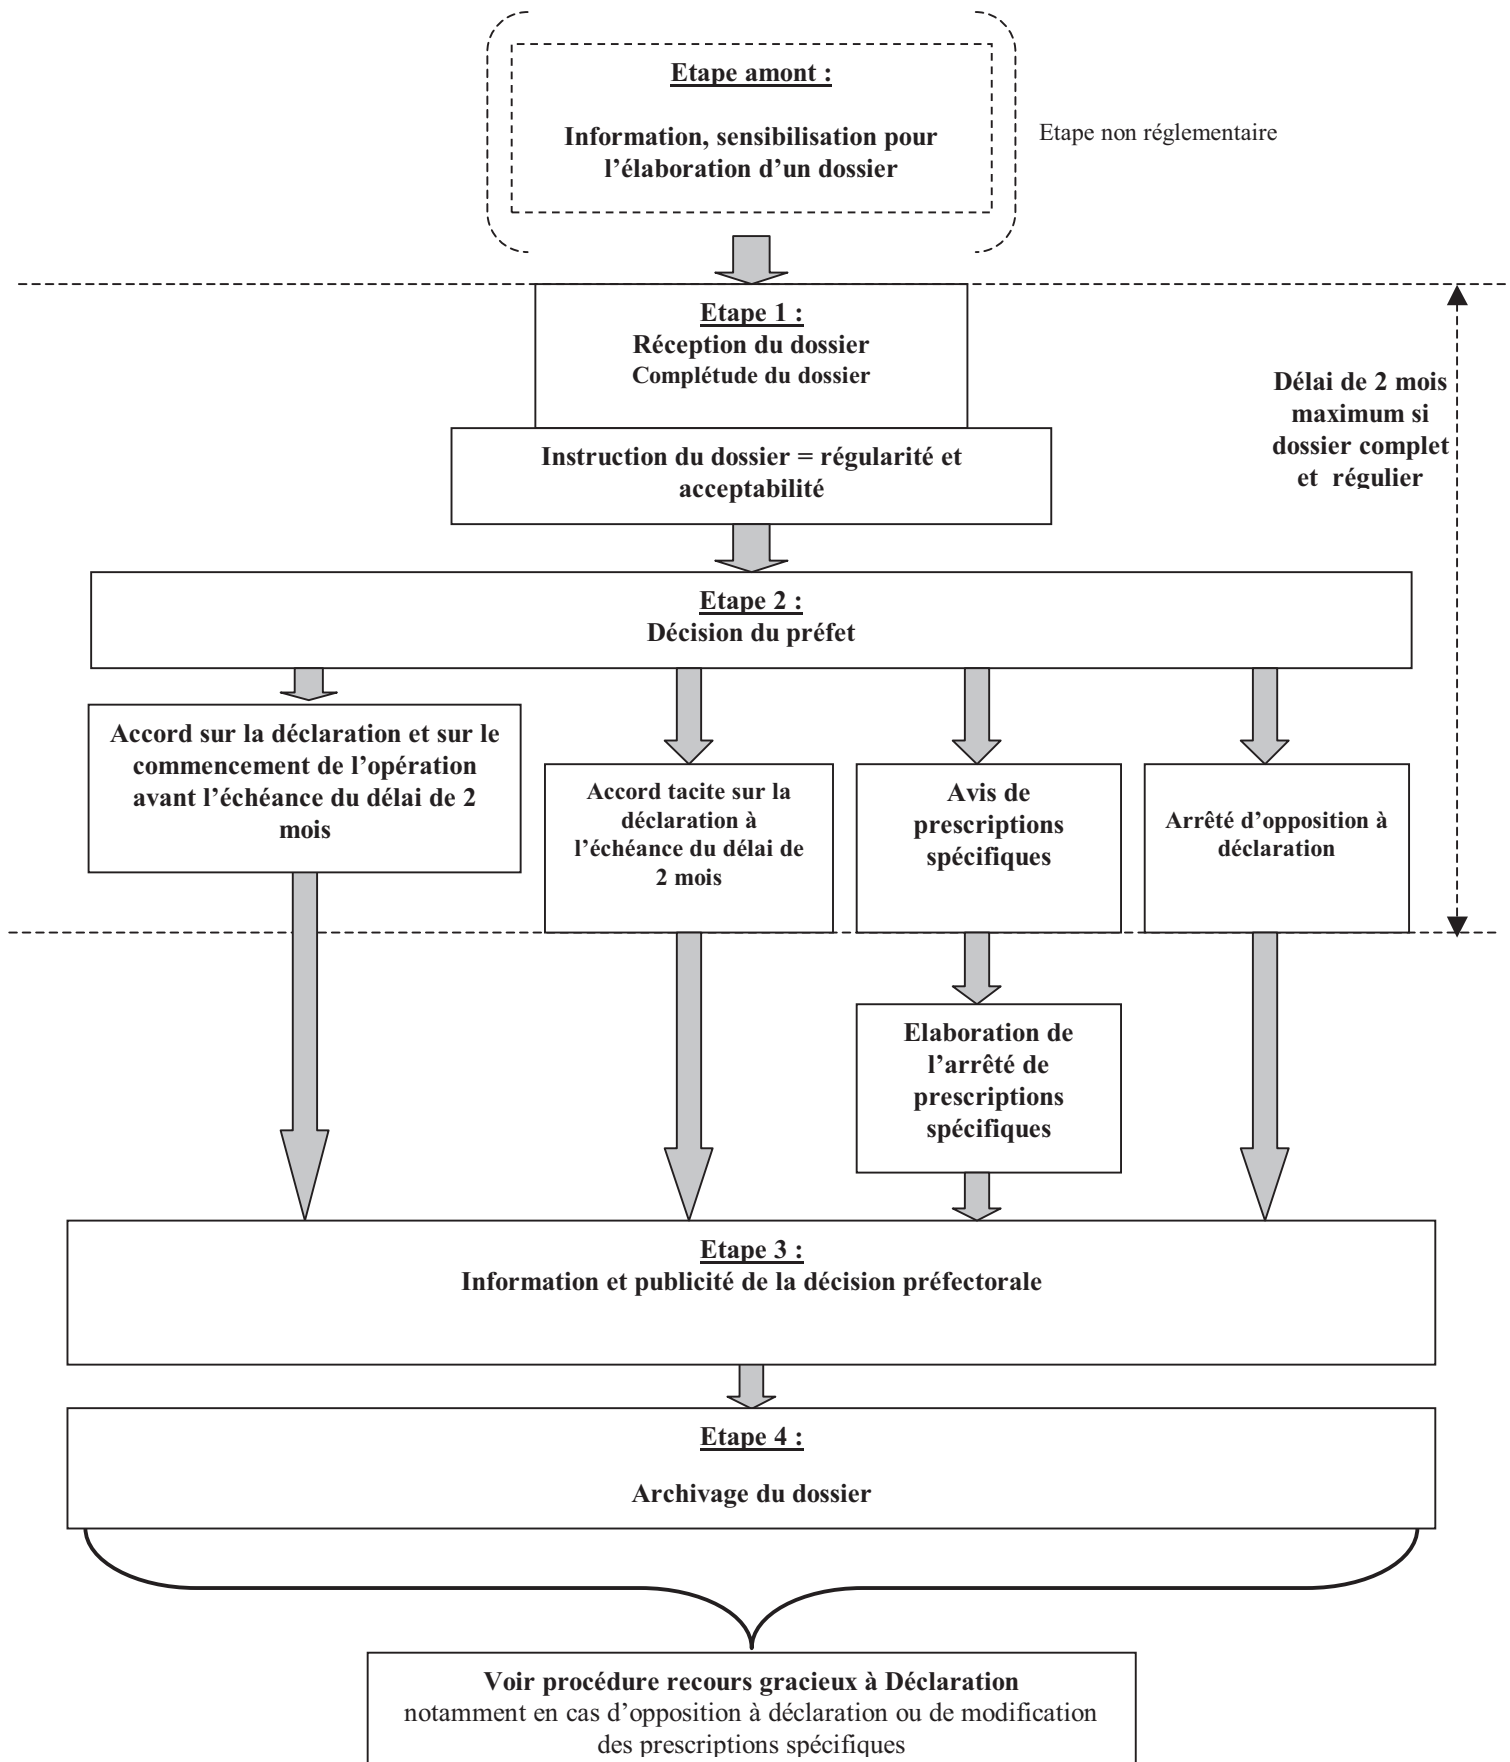 Etape amont :
Information, sensibilisation pour
l’élaboration d’un dossier
Etape non réglementaire
Etape 1 :
Réception du dossier
Complétude du dossier
Délai de 2 mois
maximum si
dossier complet
et régulier
Instruction du dossier = régularité et
acceptabilité
Etape 2 :
Décision du préfet
Accord sur la déclaration et sur le
commencement de l’opération
avant l’échéance du délai de 2
mois
Accord tacite sur la
déclaration à
l’échéance du délai de
2 mois
Avis de
prescriptions
spécifiques
Arrêté d’opposition à
déclaration
Elaboration de
l’arrêté de
prescriptions
spécifiques
Etape 3 :
Information et publicité de la décision préfectorale
Etape 4 :
Archivage du dossier
Voir procédure recours gracieux à Déclaration
notamment en cas d’opposition à déclaration ou de modification
des prescriptions spécifiques